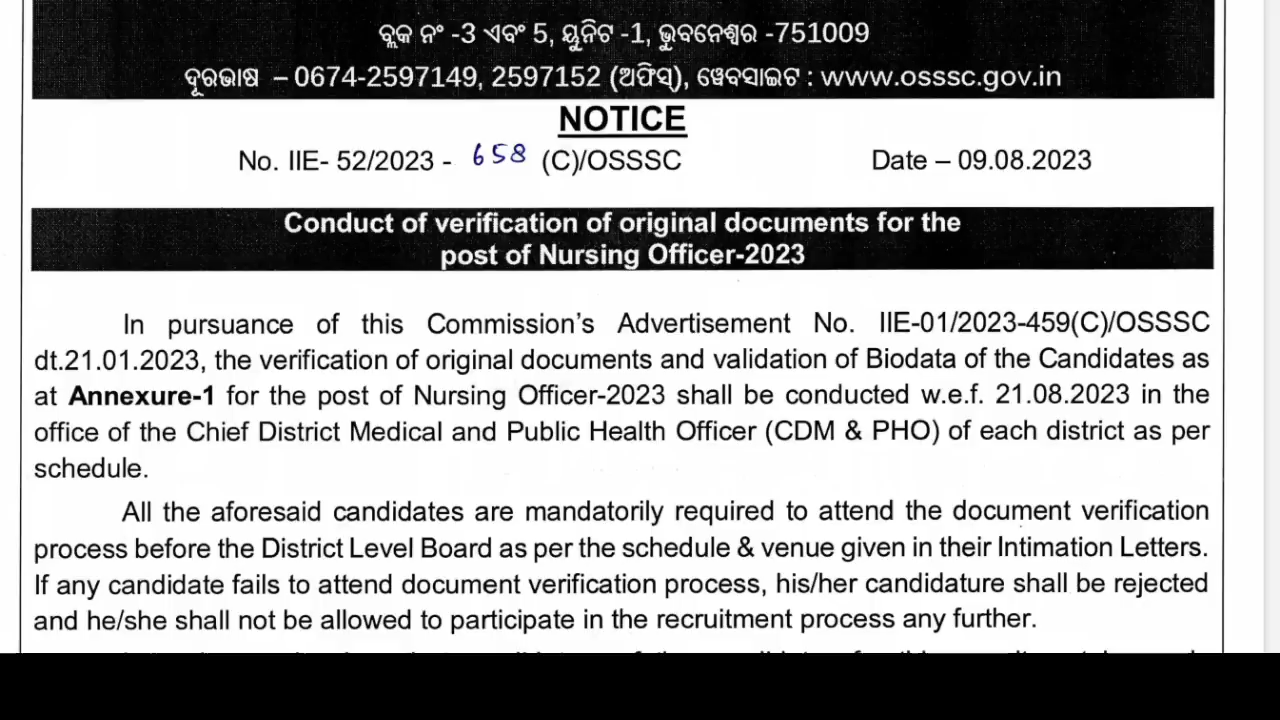 ବ୍ଲକ ନଂ -3 ଏବଂ 5, ୟୁନିଟ -1, ଭୁବନେଶ୍ୱର -751009
ଦୂରଭାଷ – 0674-2597149, 2597152 (ଅଫିସ୍), ୱେବସାଇଟ : www.osssc.gov.in
NOTICE
No. IIE- 52/2023 - 658 (C)/OSSSC Date – 09.08.2023
Conduct of verification of original documents for the
post of Nursing Officer-2023
In pursuance of this Commission's Advertisement No. IIE-01/2023-459(C)/OSSSC
dt.21.01.2023, the verification of original documents and validation of Biodata of the Candidates as
at Annexure-1 for the post of Nursing Officer-2023 shall be conducted w.e.f. 21.08.2023 in the
office of the Chief District Medical and Public Health Officer (CDM & PHO) of each district as per
schedule.
All the aforesaid candidates are mandatorily required to attend the document verification
process before the District Level Board as per the schedule & venue given in their Intimation Letters.
If any candidate fails to attend document verification process, his/her candidature shall be rejected
and he/she shall not be allowed to participate in the recruitment process any further.